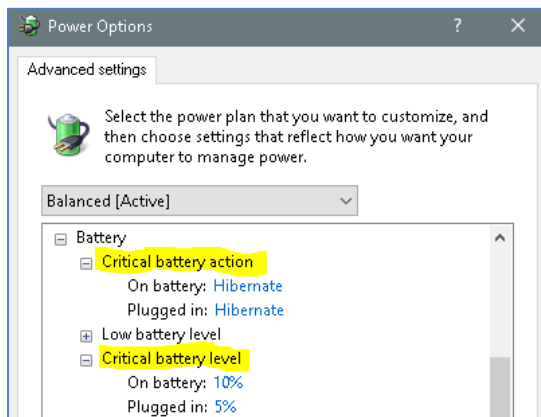 Power Options
Advanced settings
Select the power plan that you want to customize, and
then choose settings that reflect how you want your
computer to manage power.
Balanced [Active]
Battery
Critical battery action
On battery: Hibernate
Plugged in: Hibernate
Low battery level
Critical battery level
On battery: 10%
Plugged in: 5%